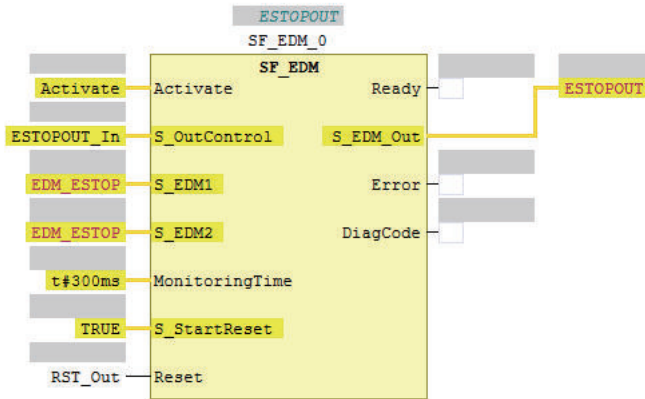 ESTOPOUT
SF_EDM_0
SF_EDM
Activate Activate Ready
ESTOPOUT
ESTOPOUT_In S_OutControl S_EDM_Out
EDM_ESTOP S_EDM1 Error
EDM_ESTOP S_EDM2 DiagCode
t#300ms MonitoringTime
TRUE S_StartReset
RST_Out Reset